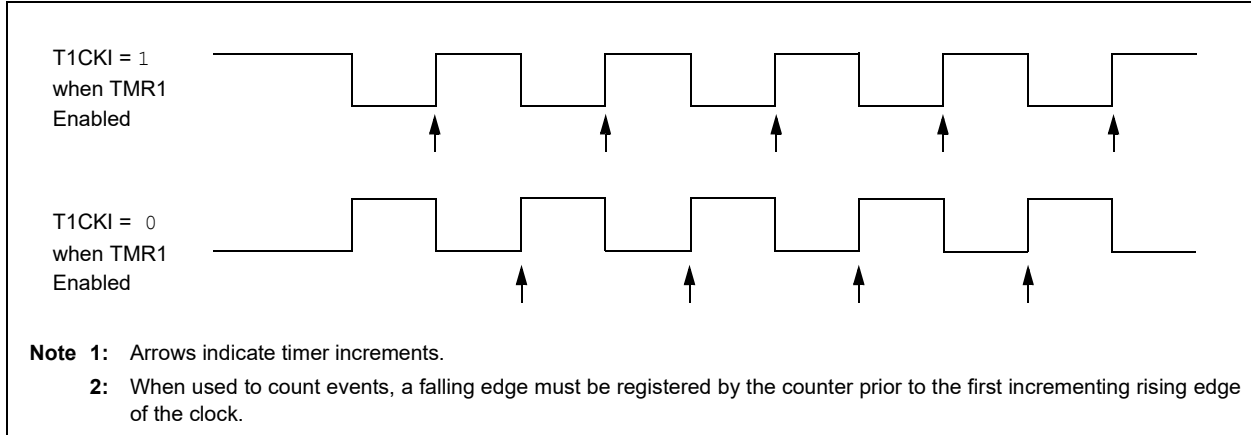 T1CKI = 1
when TMR1
Enabled
T1CKI = 0
when TMR1
Enabled
Note 1: Arrows indicate timer increments.
2: When used to count events, a falling edge must be registered by the counter prior to the first incrementing rising edge
of the clock.